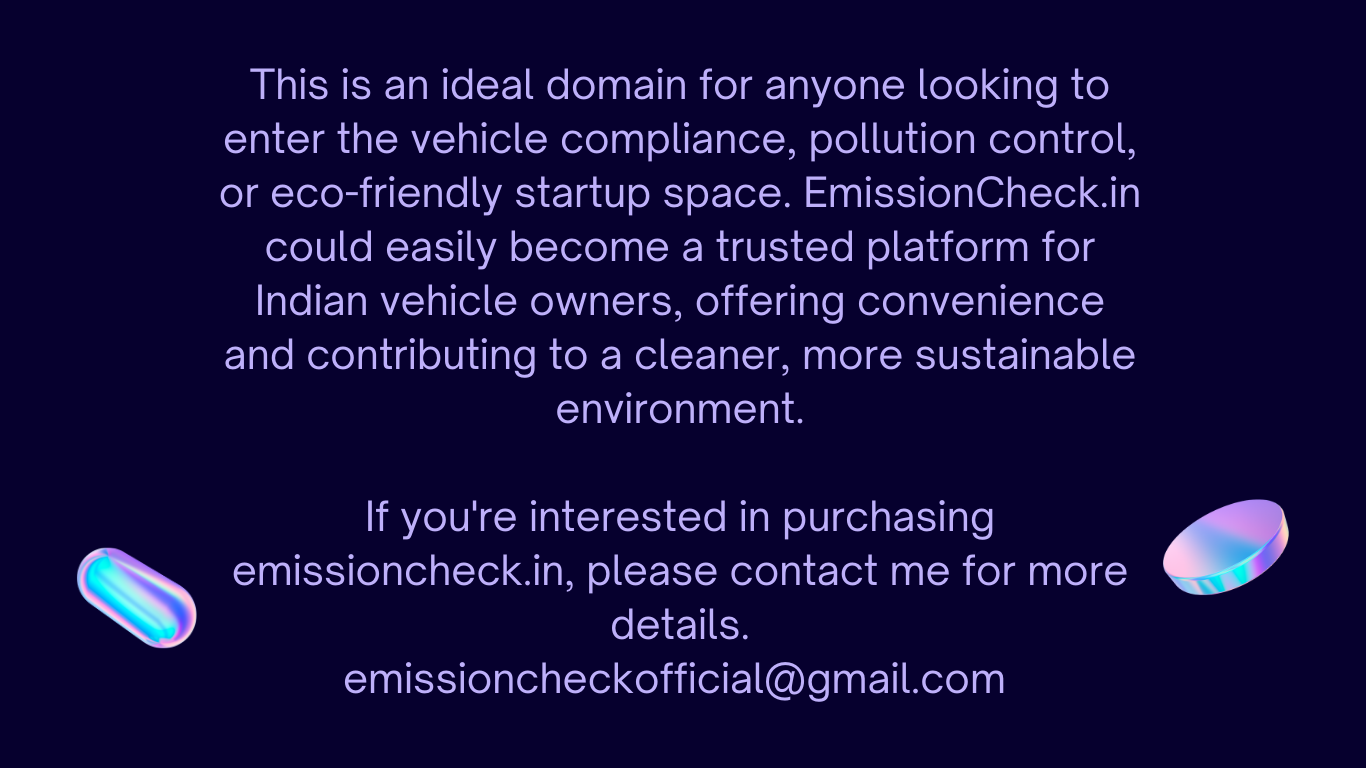 This is an ideal domain for anyone looking to
enter the vehicle compliance, pollution control,
or eco-friendly startup space. EmissionCheck.in
could easily become a trusted platform for
Indian vehicle owners, offering convenience
and contributing to a cleaner, more sustainable
environment.
If you're interested in purchasing
emissioncheck.in, please contact me for more
details.
emissioncheckofficial@gmail.com